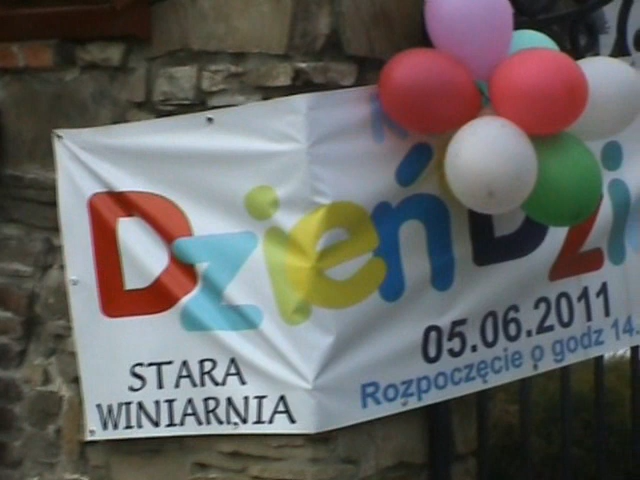 Dzień Dzi
05.06.2011
Rozpoczęcie o godz 14.
STARA
WINIARNIA